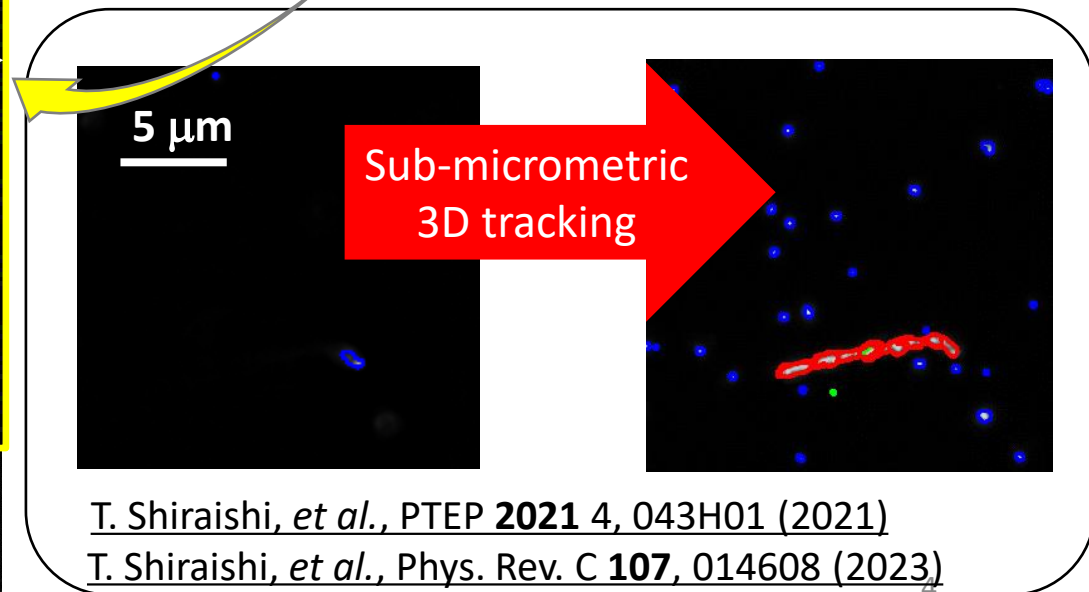 5 μm
Sub-micrometric
3D tracking
T. Shiraishi, et al., PTEP 2021 4, 043H01 (2021)
T. Shiraishi, et al., Phys. Rev. C 107, 014608 (2023)
4